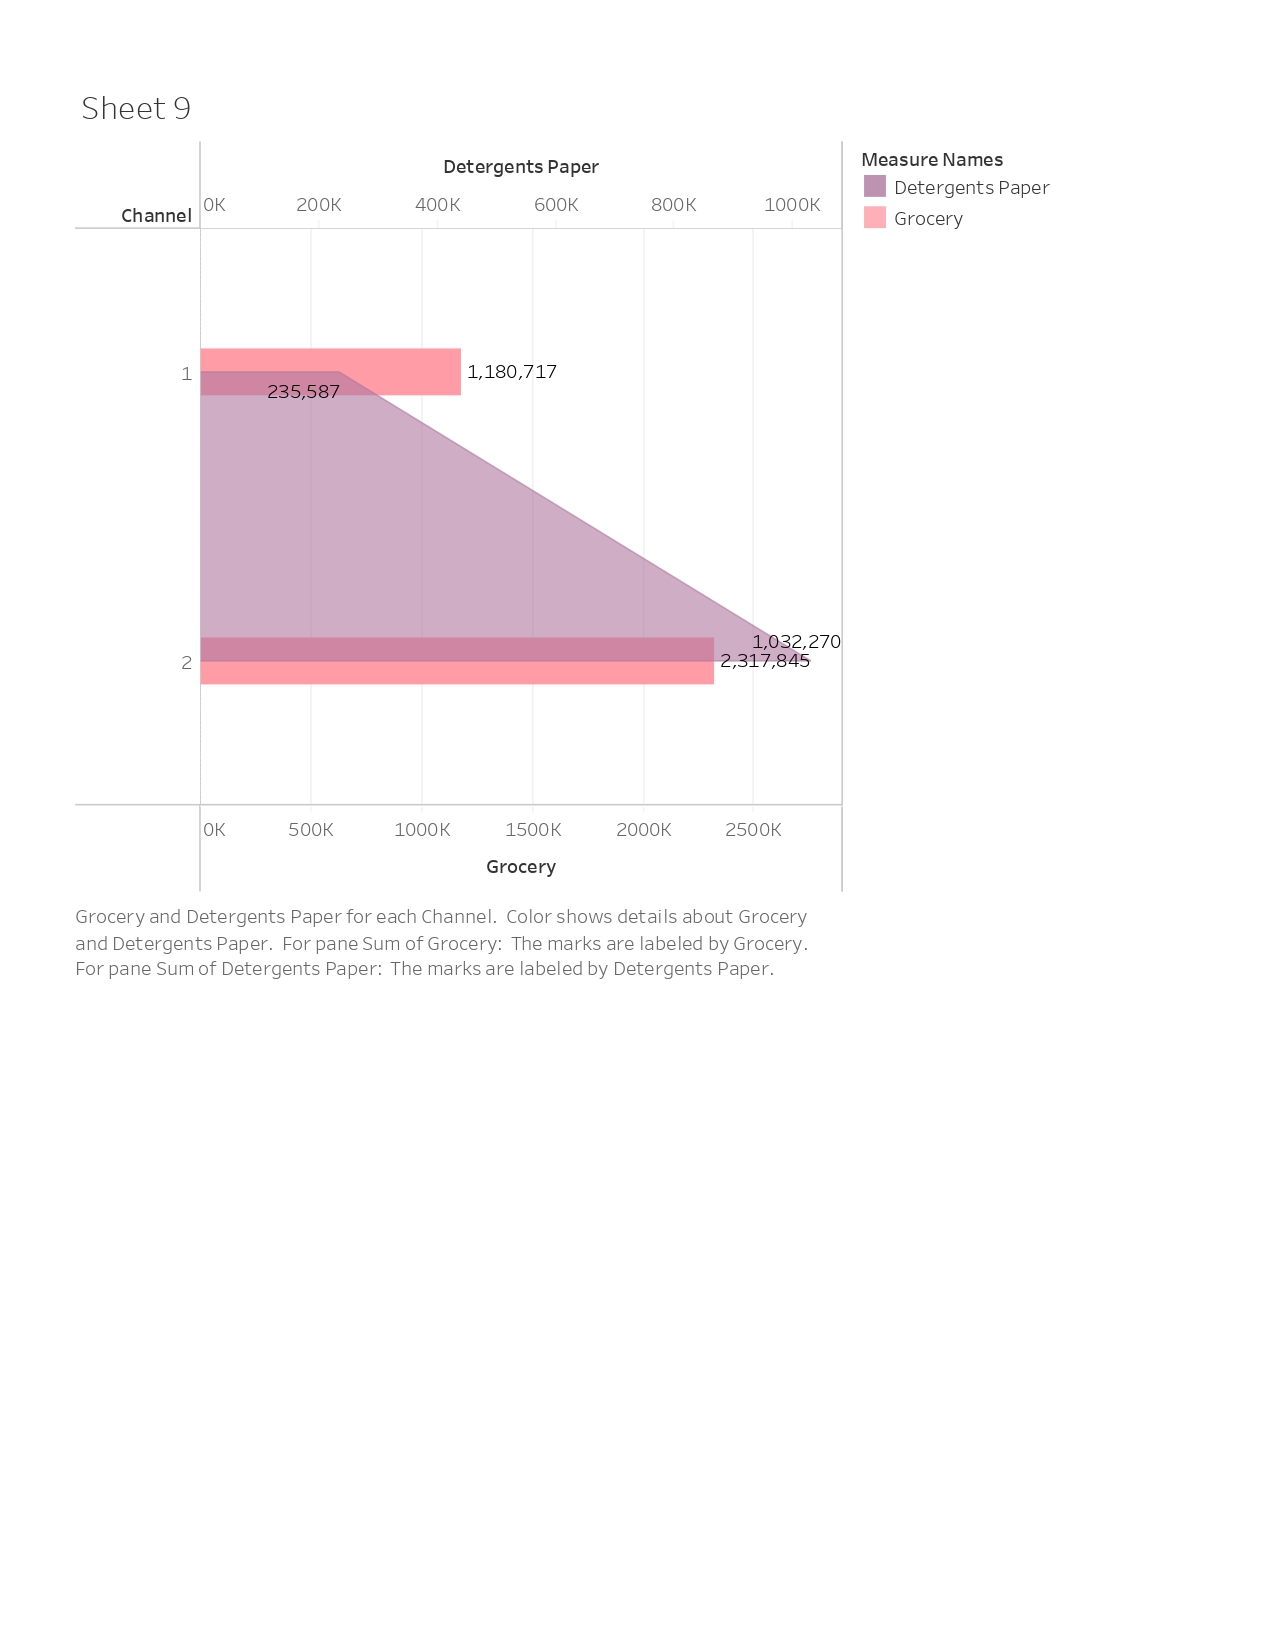 Sheet 9
Detergents Paper
Channel
0K 200K 400K 600K 800K 1000K
Measure Names
Detergents Paper
Grocery
1
1,180,717
235,587
1,032,270
2
2,317,845
0K 500K 1000K 1500K 2000K 2500K
Grocery
Grocery and Detergents Paper for each Channel. Color shows details about Grocery
and Detergents Paper. For pane Sum of Grocery: The marks are labeled by Grocery.
For pane Sum of Detergents Paper: The marks are labeled by Detergents Paper.